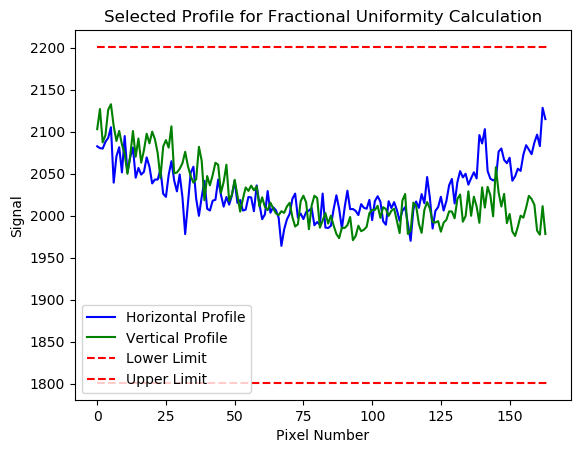 Selected Profile for Fractional Uniformity Calculation
2200
2150
2100
2050
2000
1950
1900
1850
1800
Signal
Horizontal Profile
Vertical Profile
Lower Limit
Upper Limit
0 25 50 75 100 125 150
Pixel Number